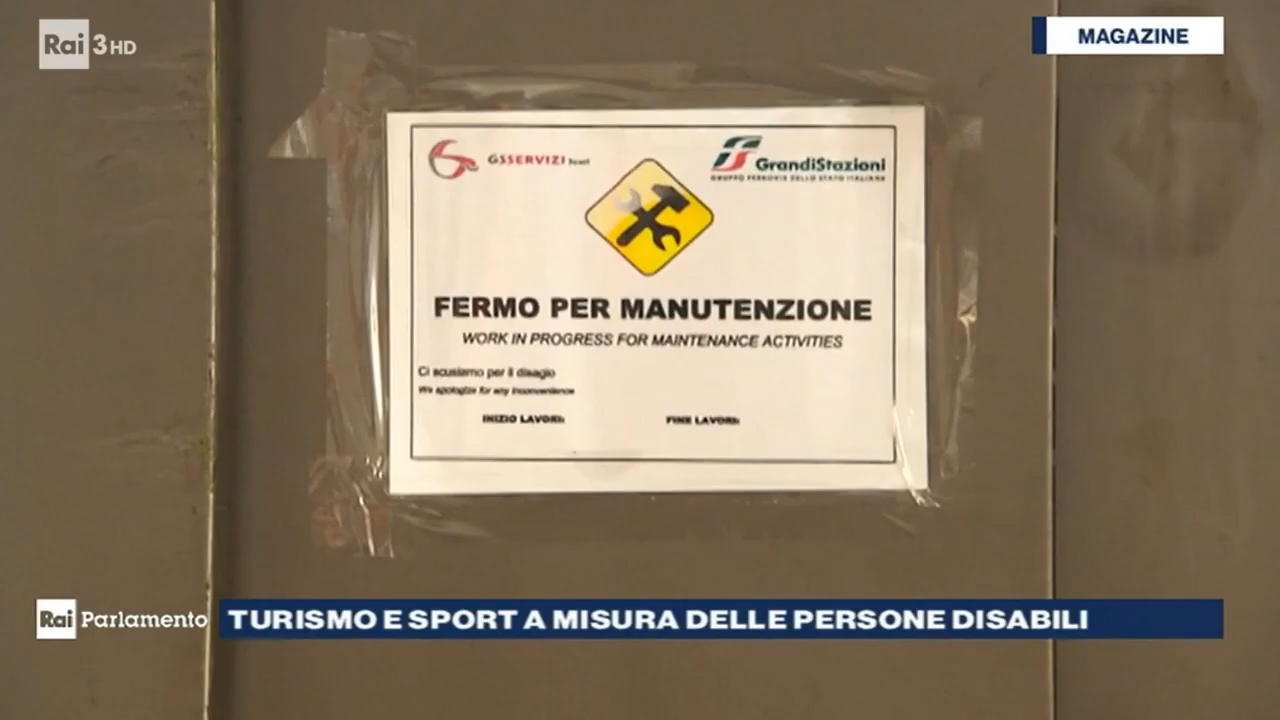 Rai 3HD
MAGAZINE
GSSERVIZI Scarl
GrandiStazioni
GRUPPO FERROVIE DELLO STATO ITALIANE
FERMO PER MANUTENZIONE
WORK IN PROGRESS FOR MAINTENANCE ACTIVITIES
Ci scusiamo per il disagio
We apologize for any inconvenience
INIZIO LAVORI:
FINE LAVORI:
Rai Parlamento
TURISMO E SPORT A MISURA DELLE PERSONE DISABILI